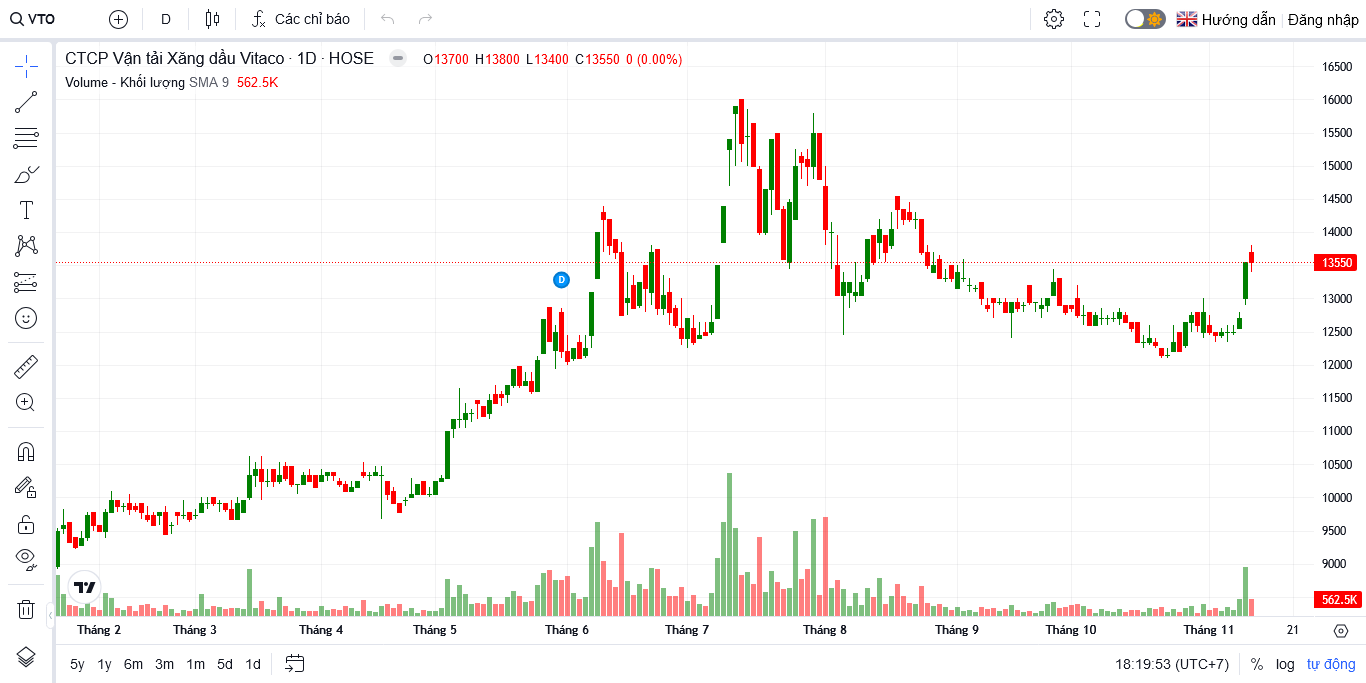 VTO D Các chỉ báo Hướng dẫn Đăng nhập
CTCP Vận tải Xăng dầu Vitaco · 1D · HOSE O13700 H13800 L13400 C13550 0 (0.00%)
Volume - Khối lượng SMA 9 562.5K
16500
16000
15500
15000
14500
14000
13550
D
13000
12500
12000
11500
11000
10500
10000
9500
9000
562.5K
Tháng 2 Tháng 3 Tháng 4 Tháng 5 Tháng 6 Tháng 7 Tháng 8 Tháng 9 Tháng 10 Tháng 11 21
5y 1y 6m 3m 1m 5d 1d 18:19:53 (UTC+7) % log tự động